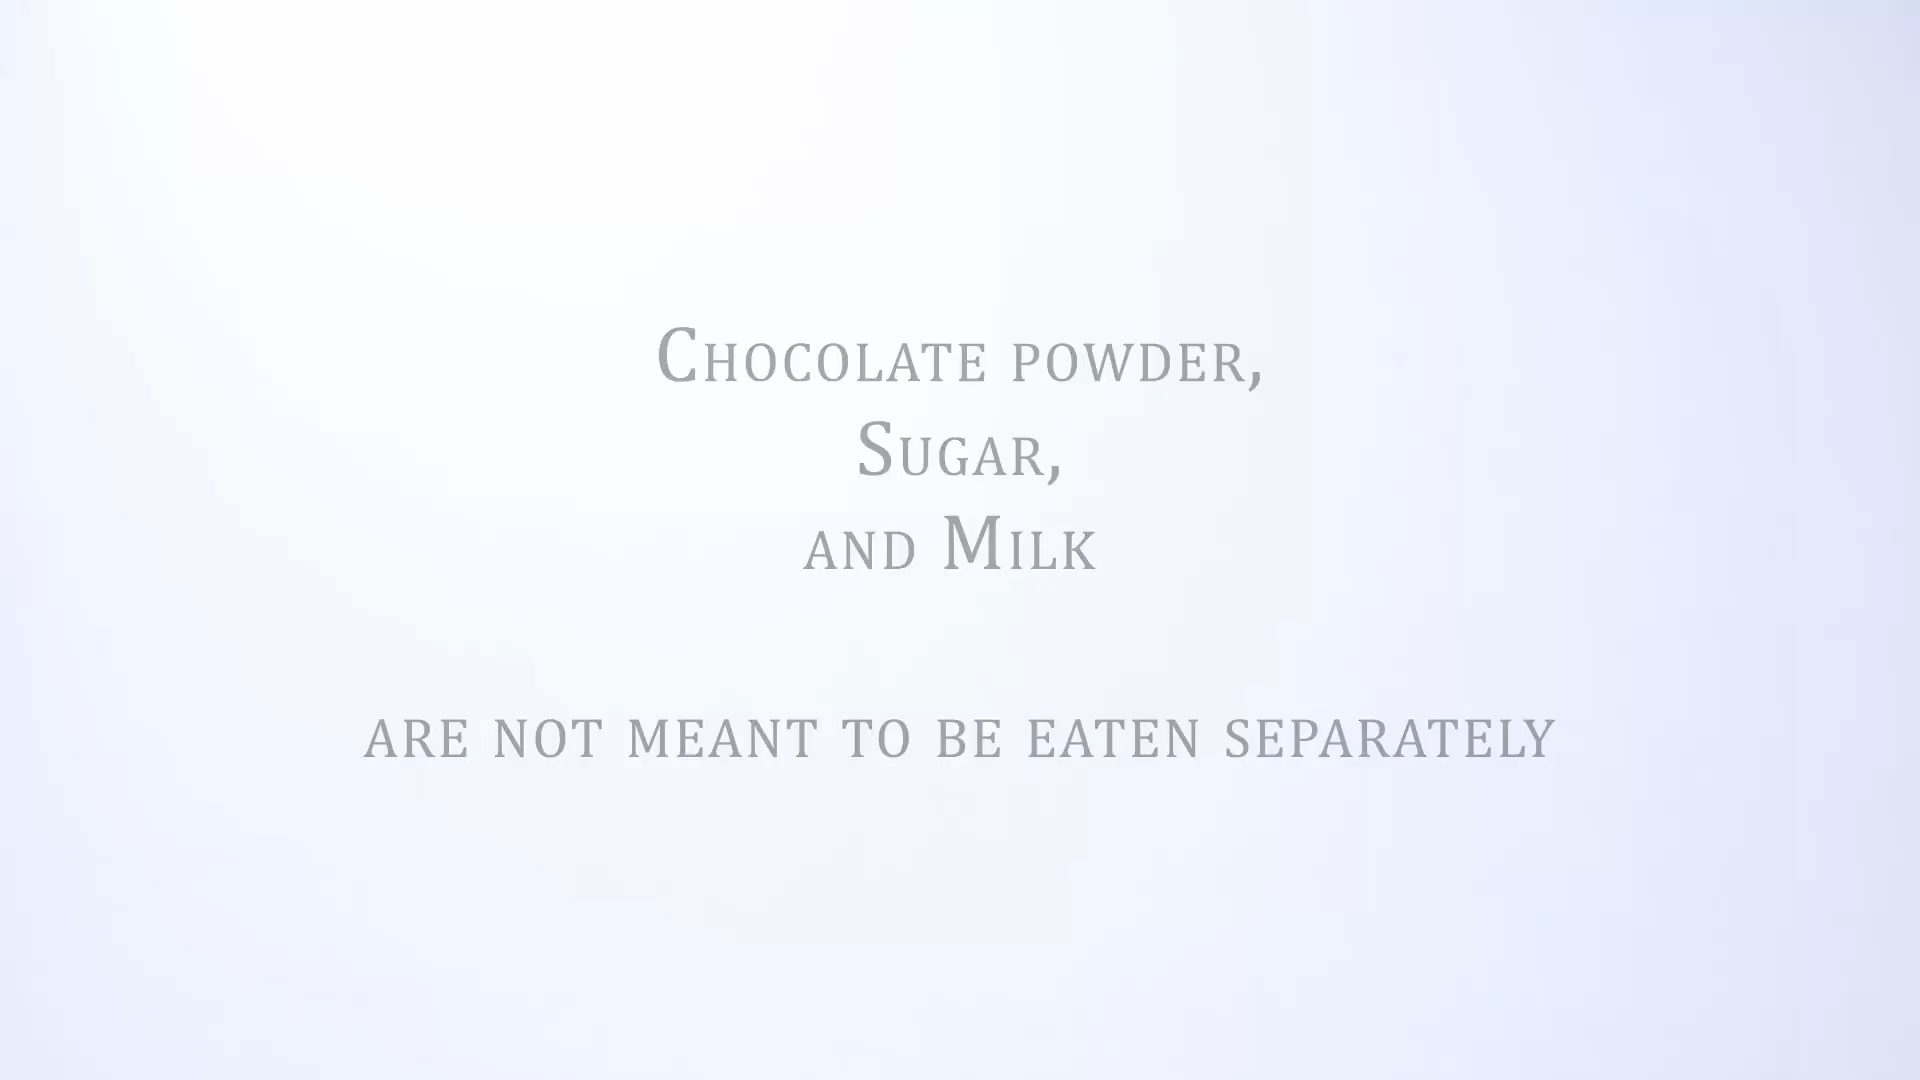 Chocolate powder,
Sugar,
and Milk
are not meant to be eaten separately